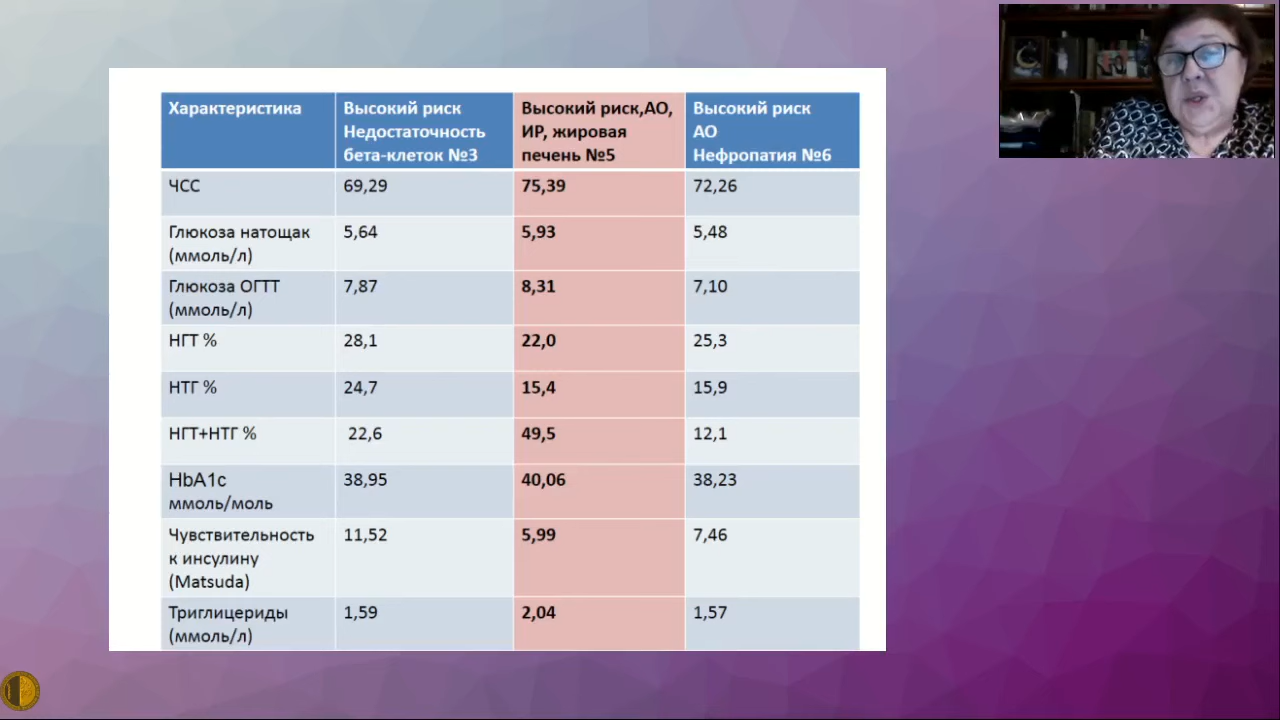 Характеристика
Высокий риск
Недостаточность
бета-клеток №3
Высокий риск,АО,
ИР, жировая
печень №5
Высокий риск
АО
Нефропатия №6
ЧСС
69,29
75,39
72,26
Глюкоза натощак
(ммоль/л)
5,64
5,93
5,48
Глюкоза ОГТТ
(ммоль/л)
7,87
8,31
7,10
НГТ %
28,1
22,0
25,3
НТГ %
24,7
15,4
15,9
НГТ+НТГ %
22,6
49,5
12,1
HbA1c
ммоль/моль
38,95
40,06
38,23
Чувствительность
к инсулину
(Matsuda)
11,52
5,99
7,46
Триглицериды
(ммоль/л)
1,59
2,04
1,57